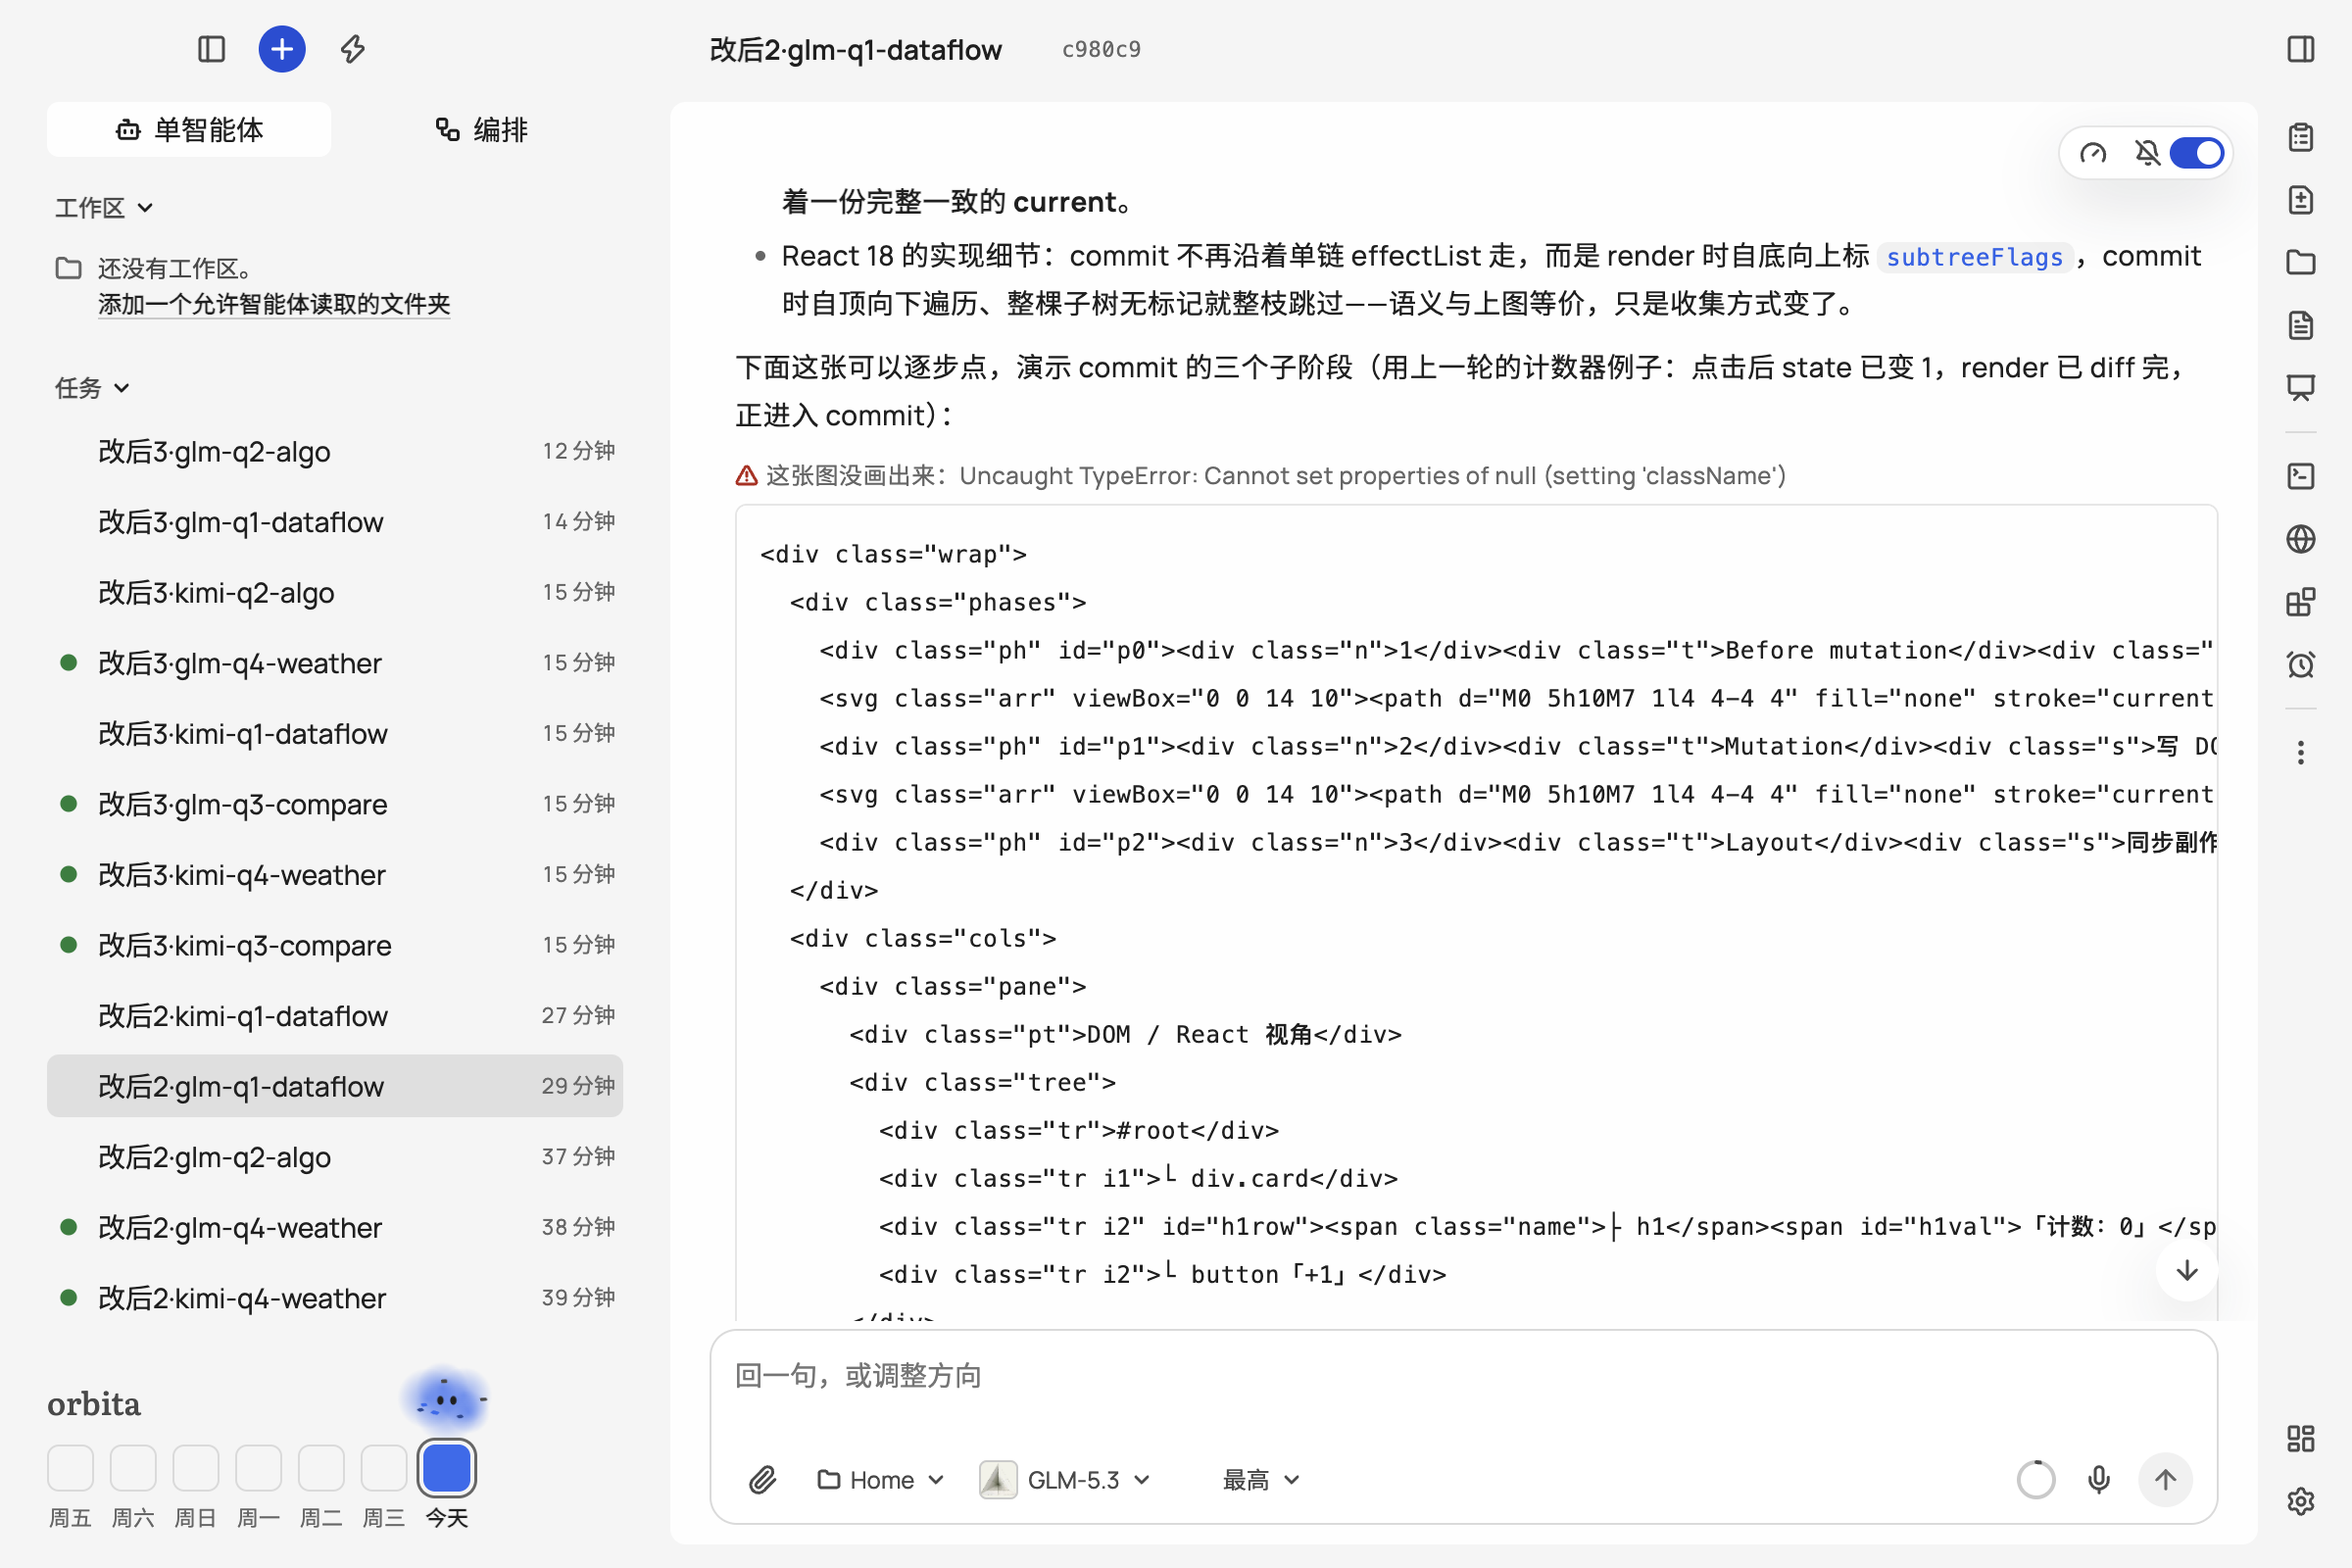 改后2·glm-q1-dataflow c980c9
单智能体 编排
工作区
还没有工作区。
添加一个允许智能体读取的文件夹
任务
改后3·glm-q2-algo 12 分钟
改后3·glm-q1-dataflow 14 分钟
改后3·kimi-q2-algo 15 分钟
改后3·glm-q4-weather 15 分钟
改后3·kimi-q1-dataflow 15 分钟
改后3·glm-q3-compare 15 分钟
改后3·kimi-q4-weather 15 分钟
改后3·kimi-q3-compare 15 分钟
改后2·kimi-q1-dataflow 27 分钟
改后2·glm-q1-dataflow 29 分钟
改后2·glm-q2-algo 37 分钟
改后2·glm-q4-weather 38 分钟
改后2·kimi-q4-weather 39 分钟
orbita
周五 周六 周日 周一 周二 周三 今天
着一份完整一致的 current。
• React 18 的实现细节：commit 不再沿着单链 effectList 走，而是 render 时自底向上标 subtreeFlags，commit
时自顶向下遍历、整棵子树无标记就整枝跳过——语义与上图等价，只是收集方式变了。
下面这张可以逐步点，演示 commit 的三个子阶段（用上一轮的计数器例子：点击后 state 已变 1，render 已 diff 完，
正进入 commit）：
这张图没画出来：Uncaught TypeError: Cannot set properties of null (setting 'className')
<div class="wrap">
<div class="phases">
<div class="ph" id="p0"><div class="n">1</div><div class="t">Before mutation</div><div class="
<svg class="arr" viewBox="0 0 14 10"><path d="M0 5h10M7 1l4 4-4 4" fill="none" stroke="current
<div class="ph" id="p1"><div class="n">2</div><div class="t">Mutation</div><div class="s">写 DO
<svg class="arr" viewBox="0 0 14 10"><path d="M0 5h10M7 1l4 4-4 4" fill="none" stroke="current
<div class="ph" id="p2"><div class="n">3</div><div class="t">Layout</div><div class="s">同步副作
</div>
<div class="cols">
<div class="pane">
<div class="pt">DOM / React 视角</div>
<div class="tree">
<div class="tr">#root</div>
<div class="tr i1">└ div.card</div>
<div class="tr i2" id="h1row"><span class="name">├ h1</span><span id="h1val">「计数：0」</sp
<div class="tr i2">└ button「+1」</div>
</div>
回一句，或调整方向
Home GLM-5.3 最高